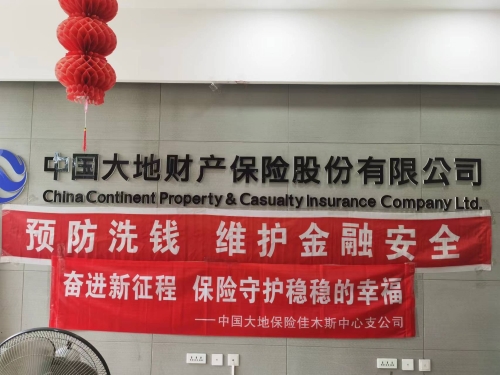 中国大地财产保险股份有限公司
China Continent Property & Casualty Insurance Company Ltd.
预防洗钱 维护金融安全
奋进新征程 保险守护稳稳的幸福
——中国大地保险佳木斯中心支公司